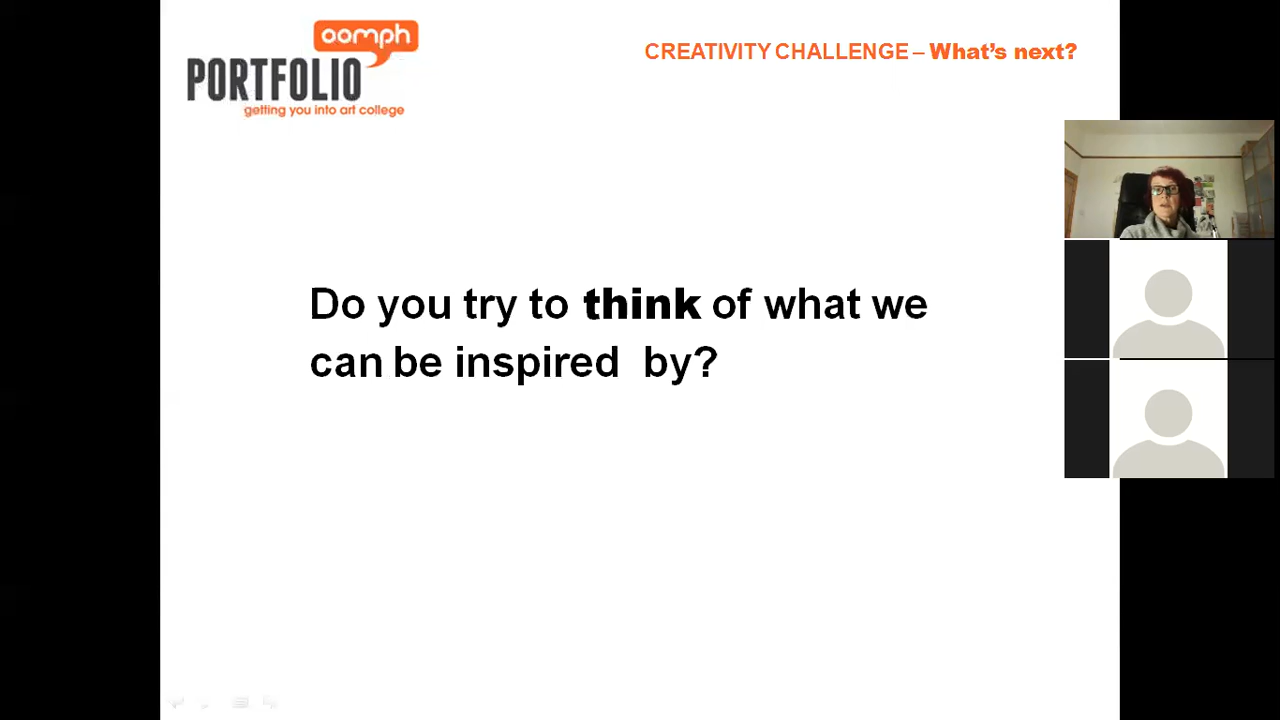 oomph
PORTFOLIO
getting you into art college
CREATIVITY CHALLENGE – What's next?
Do you try to think of what we
can be inspired by?